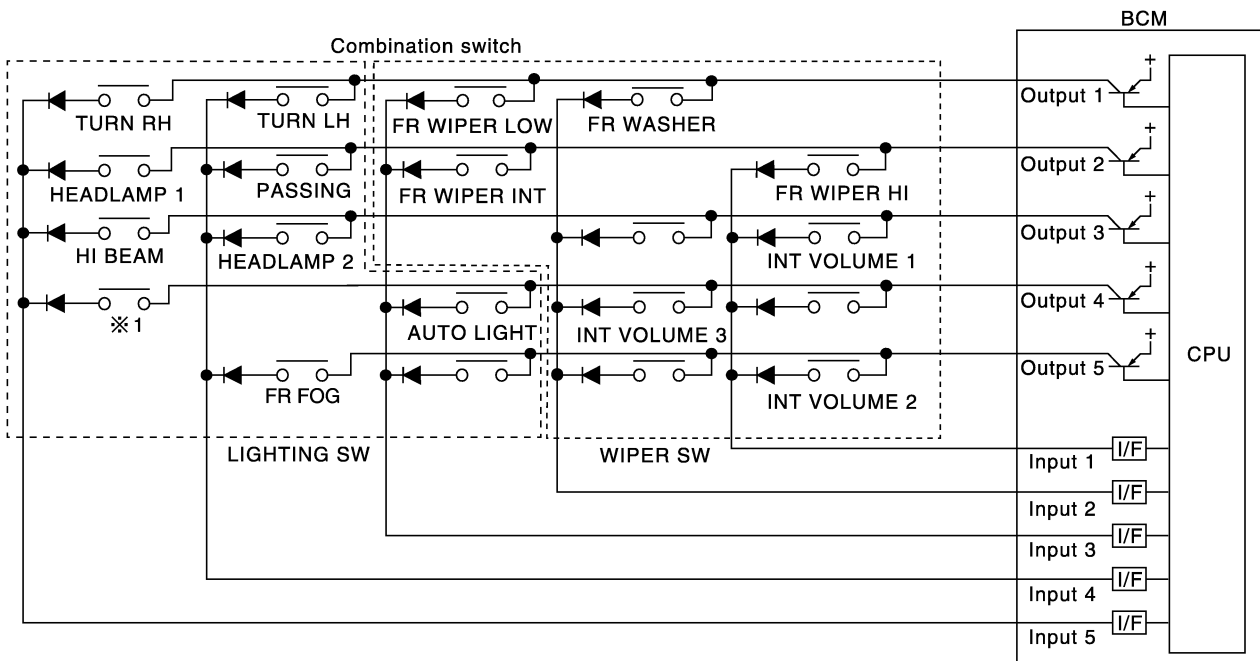 BCM
Combination switch
+
Output 1
TURN RH
TURN LH
FR WIPER LOW
FR WASHER
+
Output 2
HEADLAMP 1
PASSING
FR WIPER INT
FR WIPER HI
+
Output 3
HI BEAM
HEADLAMP 2
INT VOLUME 1
+
Output 4
※1
AUTO LIGHT
INT VOLUME 3
+
CPU
Output 5
FR FOG
INT VOLUME 2
LIGHTING SW
WIPER SW
Input 1
I/F
Input 2
I/F
Input 3
I/F
Input 4
I/F
Input 5
I/F